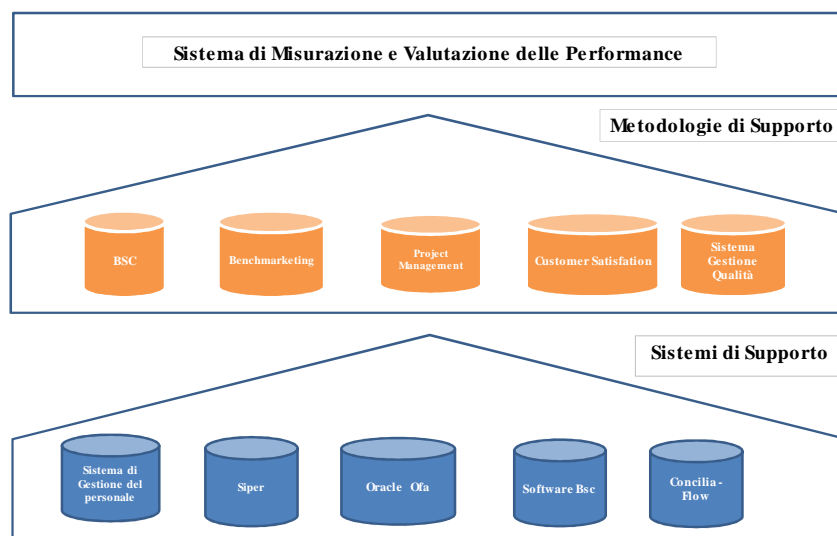 Sistema di Misurazione e Valutazione delle Performance
Metodologie di Supporto
BSC
Benchmarketing
Project
Management
Customer Satisfation
Sistema
Gestione
Qualità
Sistemi di Supporto
Sistema di
Gestione del
personale
Siper
Oracle Ofa
Software Bsc
Concilia -
Flow